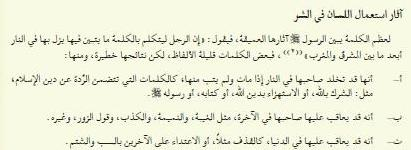 آثار استعمال اللسان في الشر
لعظم الكلمة بين الرسول ﷺ آثارها العميقة، فيقول: «إن الرجل ليتكلم بالكلمة ما يتبين فيها يزل بها في النار
أبعد ما بين الشرق والمغرب»(٢)، فبعض الكلمات قليلة الألفاظ، لكن نتائجها خطيرة، ومنها:
أ- أنها قد تخلد صاحبها في النار إذا مات ولم يتب منها؛ كالكلمات التي تتضمن الردة عن دين الإسلام،
مثل: الشرك بالله، أو الاستهزاء بدين الله، أو كتابه، أو رسوله ﷺ.
ب- أنه قد يعاقب عليها صاحبها في الآخرة، مثل الغيبة، والنميمة، والكذب، وقول الزور، وغيره.
ت- أنه قد يعاقب عليها في الدنيا، كالقذف مثلاً، أو الاعتداء على الآخرين بالسب والشتم.